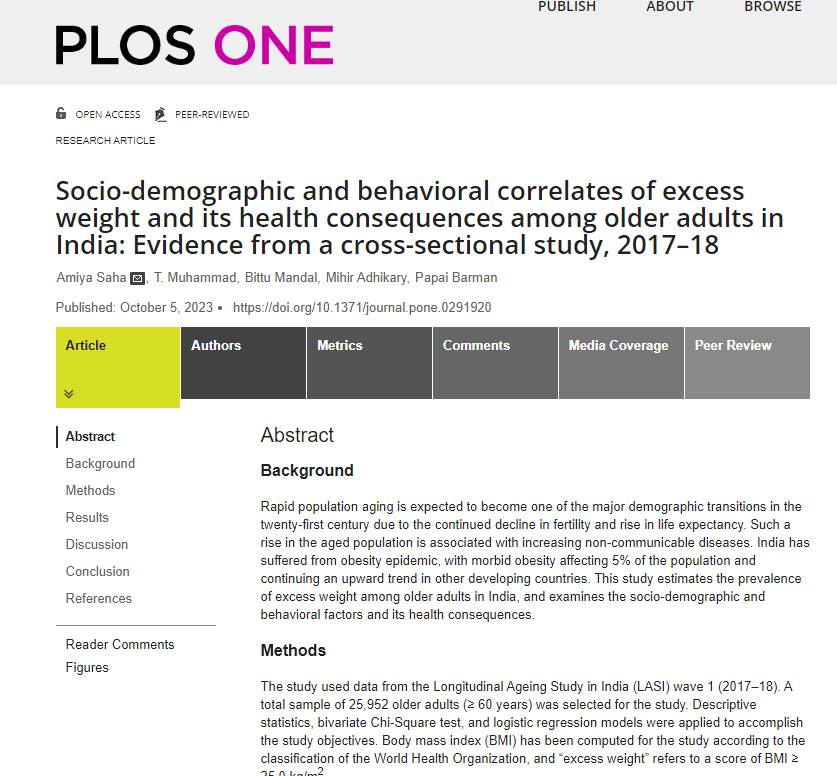 PUBLISH ABOUT BROWSE
PLOS ONE
OPEN ACCESS PEER-REVIEWED
RESEARCH ARTICLE
Socio-demographic and behavioral correlates of excess
weight and its health consequences among older adults in
India: Evidence from a cross-sectional study, 2017–18
Amiya Saha , T. Muhammad, Bittu Mandal, Mihir Adhikary, Papai Barman
Published: October 5, 2023 • https://doi.org/10.1371/journal.pone.0291920
Article Authors Metrics Comments Media Coverage Peer Review
Abstract
Background
Methods
Results
Discussion
Conclusion
References
Reader Comments
Figures
Abstract
Background
Rapid population aging is expected to become one of the major demographic transitions in the
twenty-first century due to the continued decline in fertility and rise in life expectancy. Such a
rise in the aged population is associated with increasing non-communicable diseases. India has
suffered from obesity epidemic, with morbid obesity affecting 5% of the population and
continuing an upward trend in other developing countries. This study estimates the prevalence
of excess weight among older adults in India, and examines the socio-demographic and
behavioral factors and its health consequences.
Methods
The study used data from the Longitudinal Ageing Study in India (LASI) wave 1 (2017–18). A
total sample of 25,952 older adults (≥ 60 years) was selected for the study. Descriptive
statistics, bivariate Chi-Square test, and logistic regression models were applied to accomplish
the study objectives. Body mass index (BMI) has been computed for the study according to the
classification of the World Health Organization, and “excess weight” refers to a score of BMI ≥
25.0 kg/m2